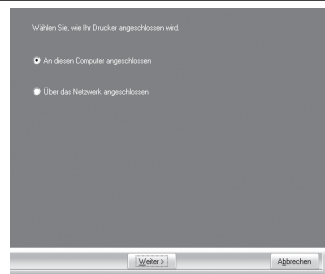 Wählen Sie, wie Ihr Drucker angeschlossen wird.
An diesen Computer angeschlossen
Über das Netzwerk angeschlossen
Weiter >
Abbrechen